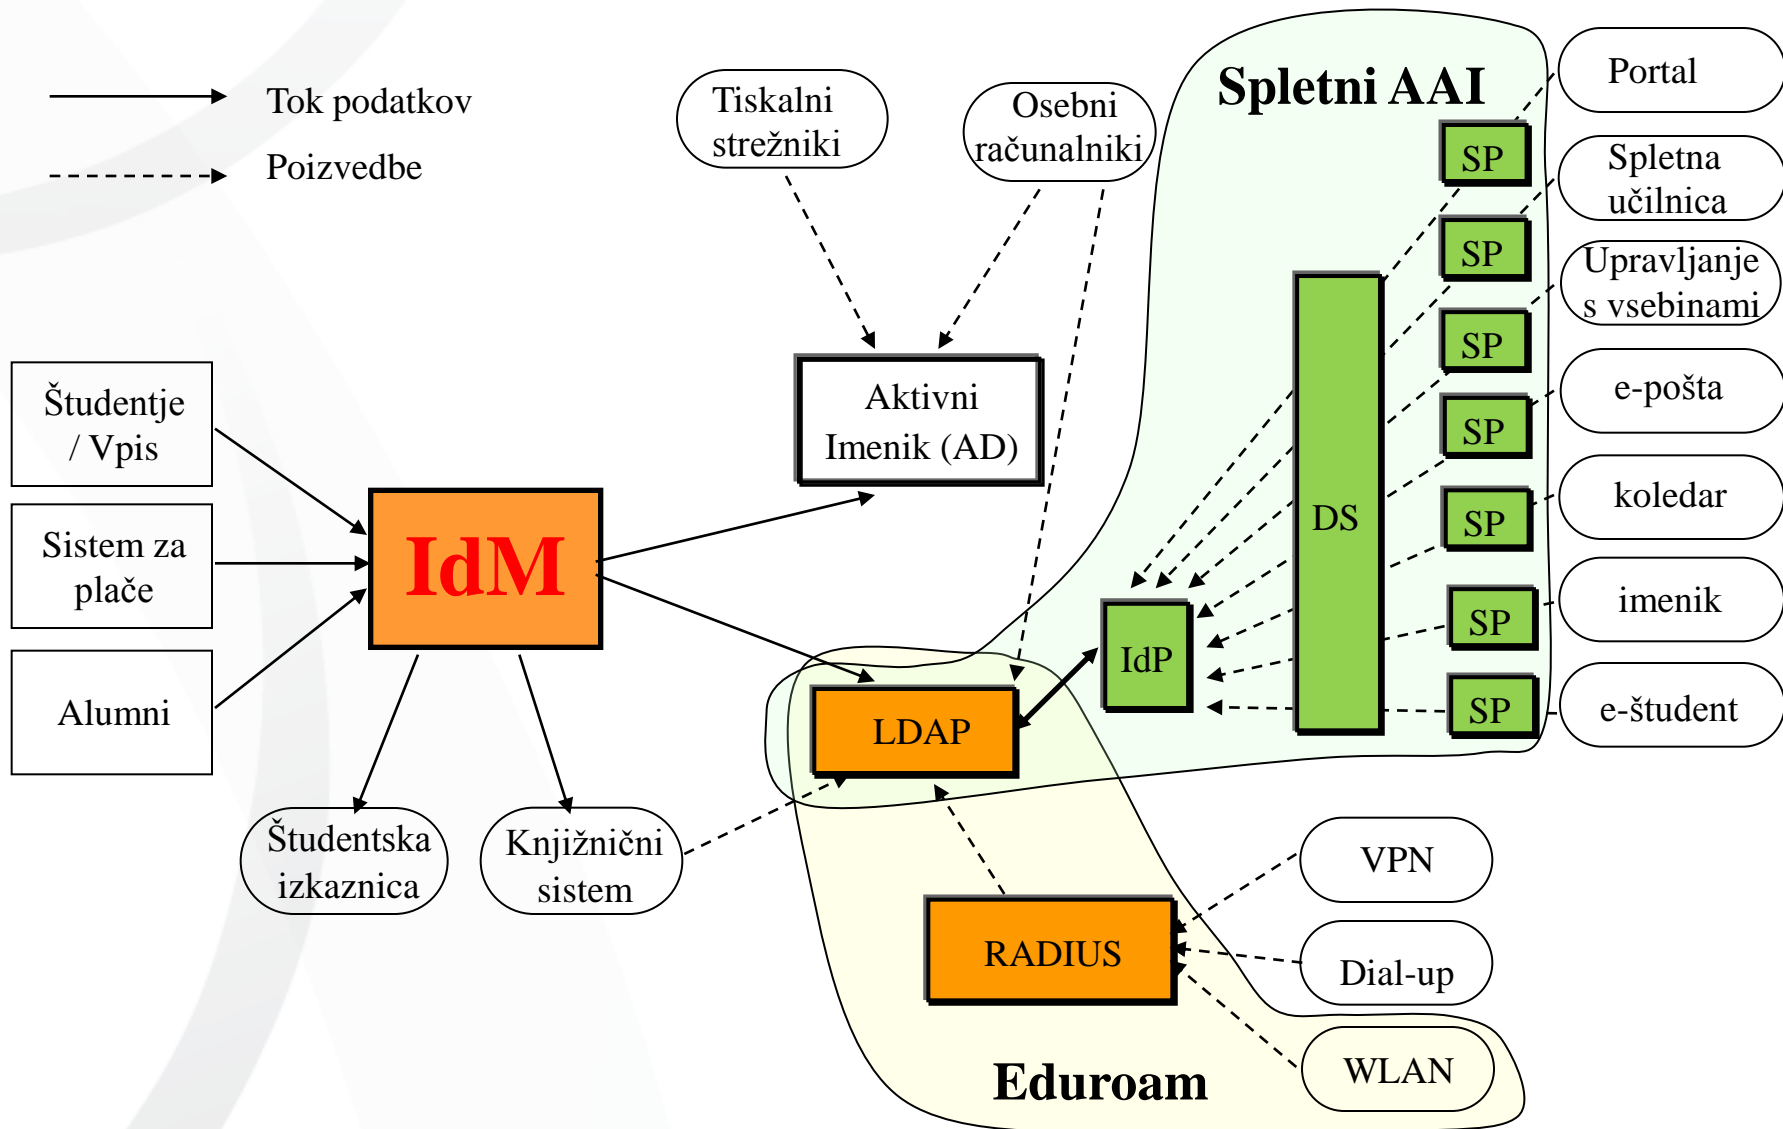 Tok podatkov
Poizvedbe
Tiskalni
strežniki
Osebni
računalniki
Spletni AAI
Portal
Spletna
učilnica
Upravljanje
s vsebinami
e-pošta
koledar
imenik
e-študent
SP
SP
SP
SP
SP
SP
SP
DS
IdP
Aktivni
Imenik (AD)
Študentje
/ Vpis
Sistem za
plače
Alumni
IdM
LDAP
Študentska
izkaznica
Knjižnični
sistem
RADIUS
VPN
Dial-up
WLAN
Eduroam